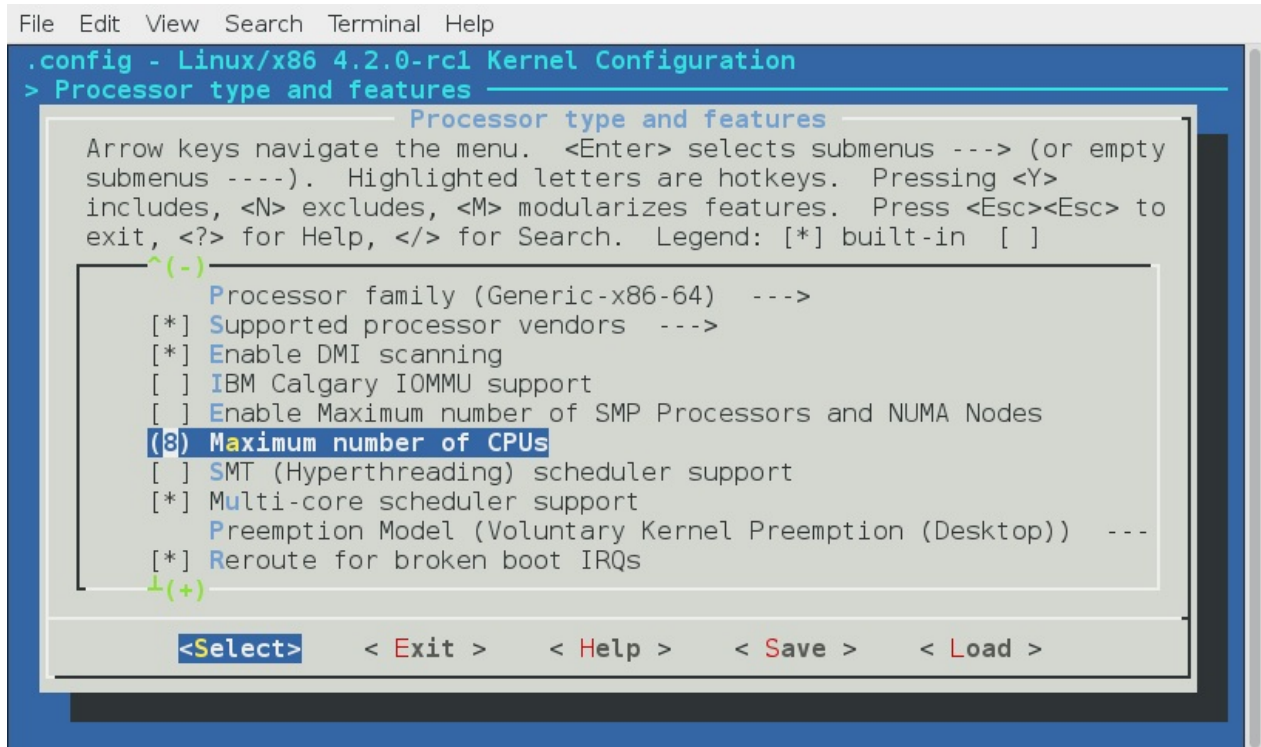 File Edit View Search Terminal Help
.config - Linux/x86 4.2.0-rc1 Kernel Configuration
> Processor type and features
Processor type and features
Arrow keys navigate the menu. <Enter> selects submenus ---> (or empty
submenus ----). Highlighted letters are hotkeys. Pressing <Y>
includes, <N> excludes, <M> modularizes features. Press <Esc><Esc> to
exit, <?> for Help, </> for Search. Legend: [*] built-in [ ]
^(-)
Processor family (Generic-x86-64) --->
[*] Supported processor vendors --->
[*] Enable DMI scanning
[ ] IBM Calgary IOMMU support
[ ] Enable Maximum number of SMP Processors and NUMA Nodes
(8) Maximum number of CPUs
[ ] SMT (Hyperthreading) scheduler support
[*] Multi-core scheduler support
Preemption Model (Voluntary Kernel Preemption (Desktop)) ---
[*] Reroute for broken boot IRQs
┴(+)
<Select> < Exit > < Help > < Save > < Load >